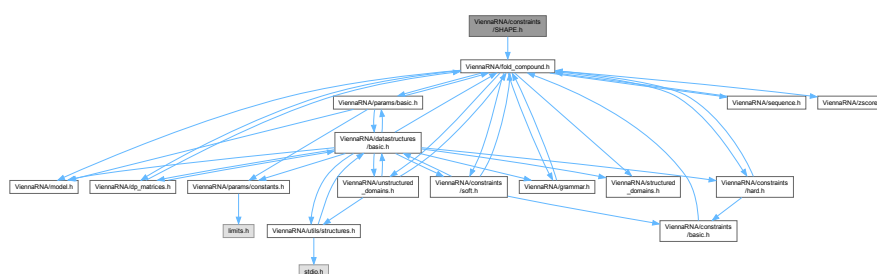 ViennaRNA/constraints
/SHAPE.h
ViennaRNA/fold_compound.h
ViennaRNA/params/basic.h
ViennaRNA/sequence.h
ViennaRNA/zscore
ViennaRNA/datastructures
/basic.h
ViennaRNA/model.h
ViennaRNA/dp_matrices.h
ViennaRNA/params/constants.h
ViennaRNA/unstructured
_domains.h
ViennaRNA/constraints
/soft.h
ViennaRNA/grammar.h
ViennaRNA/structured
_domains.h
ViennaRNA/constraints
/hard.h
limits.h
ViennaRNA/utils/structures.h
ViennaRNA/constraints
/basic.h
stdio.h